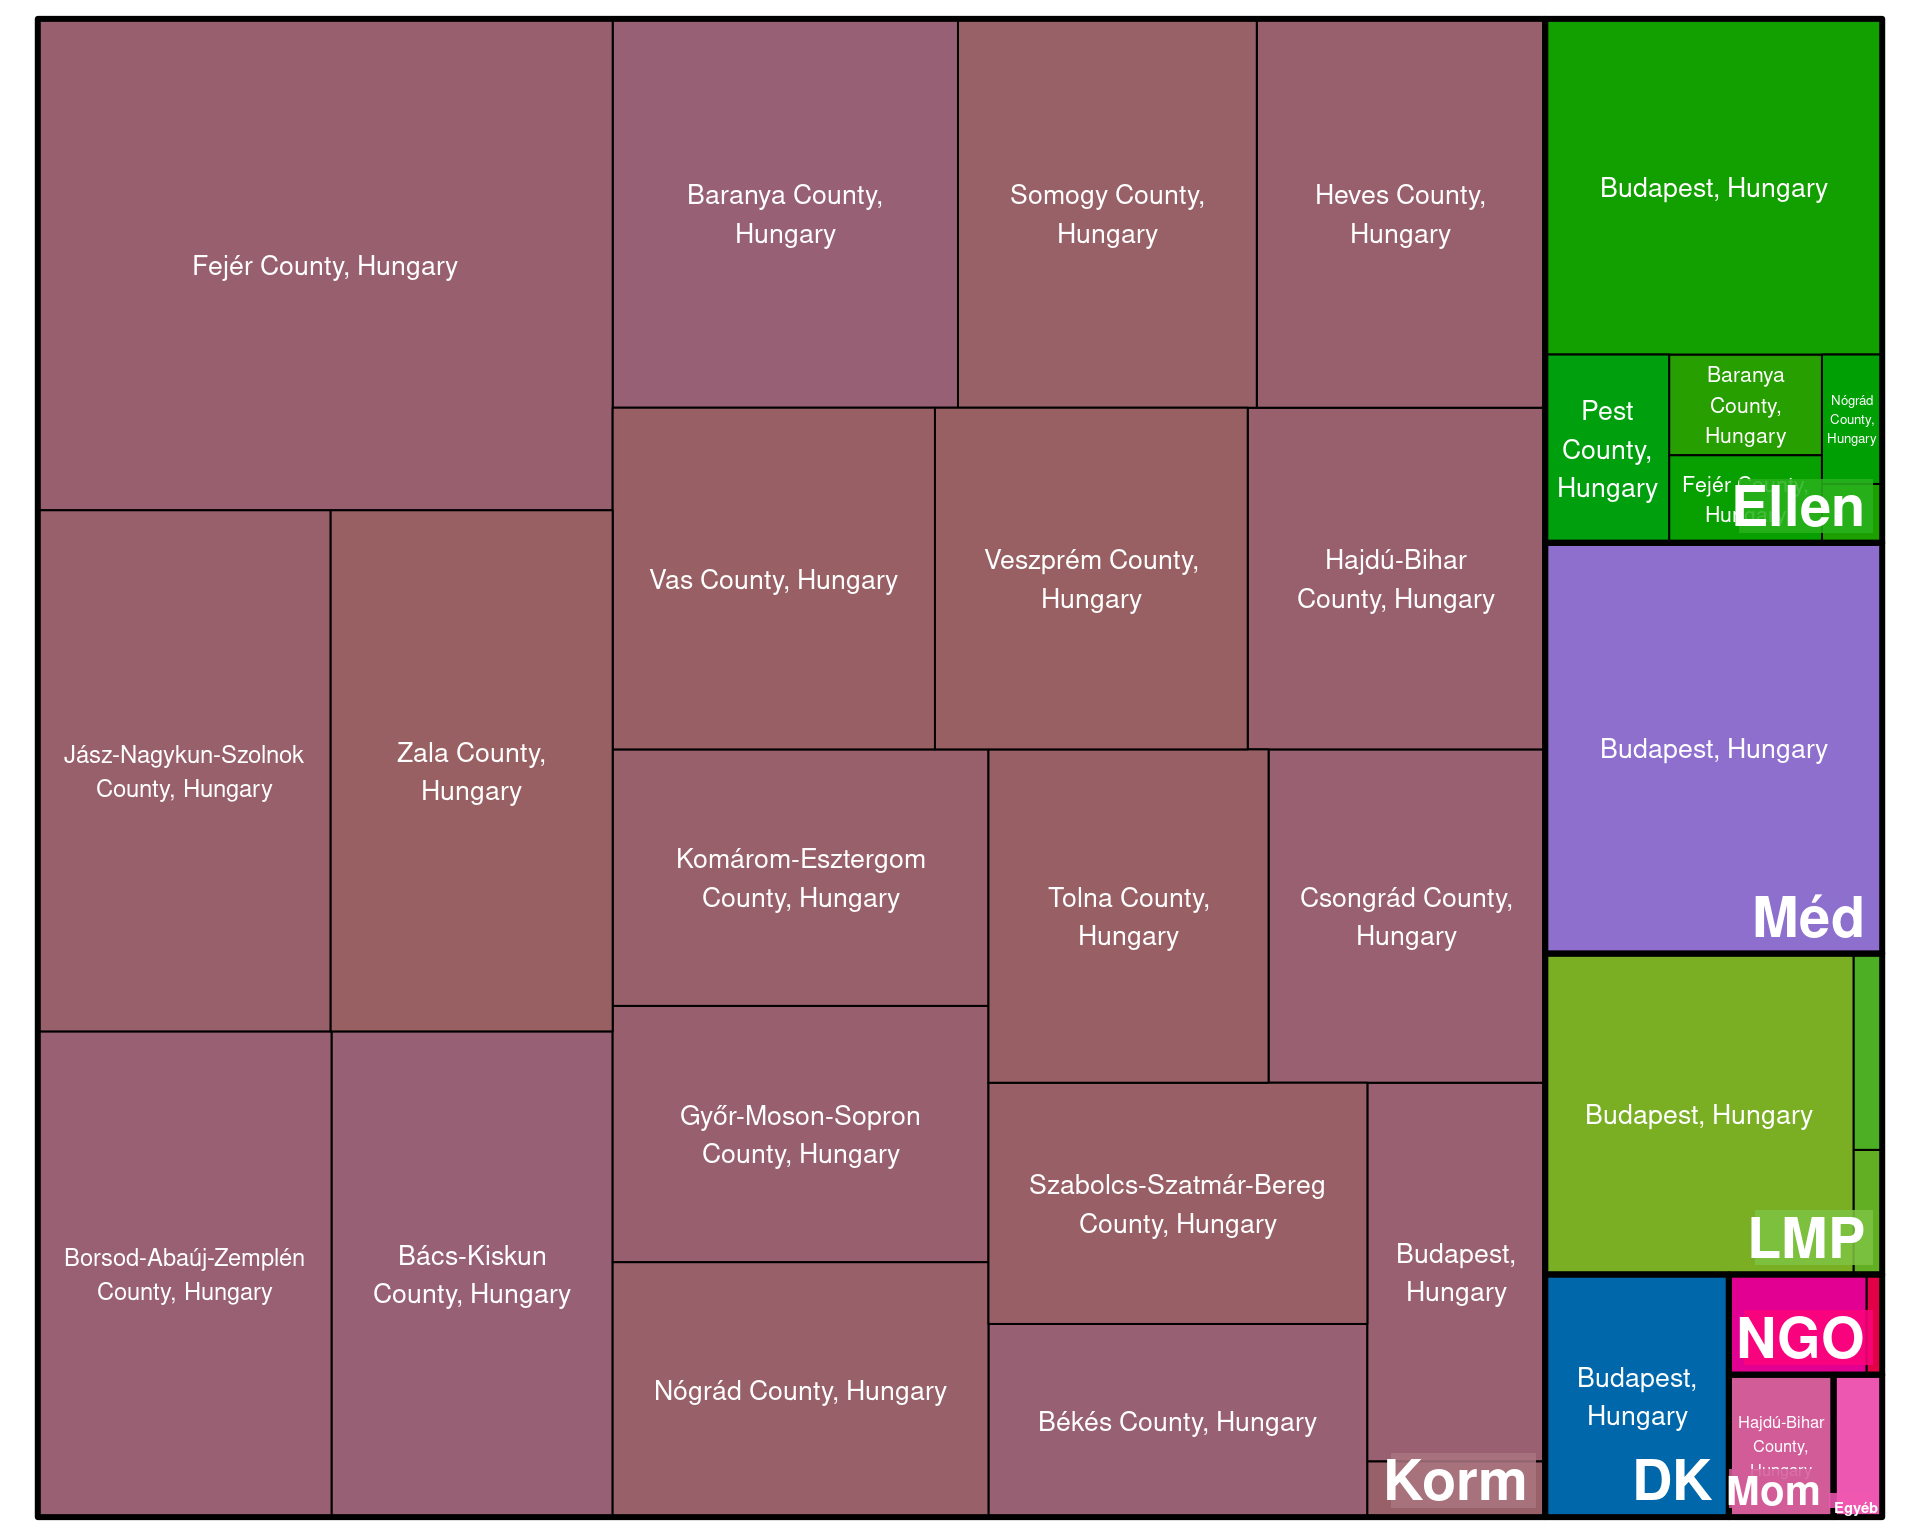 Fejér County, Hungary
Baranya County,
Hungary
Somogy County,
Hungary
Heves County,
Hungary
Budapest, Hungary
Pest
County,
Hungary
Baranya
County,
Hungary
Nógrád
County,
Hungary
Fejér County,
Hungary
Ellen
Vas County, Hungary
Veszprém County,
Hungary
Hajdú-Bihar
County, Hungary
Jász-Nagykun-Szolnok
County, Hungary
Zala County,
Hungary
Budapest, Hungary
Méd
Komárom-Esztergom
County, Hungary
Tolna County,
Hungary
Csongrád County,
Hungary
Budapest, Hungary
LMP
Győr-Moson-Sopron
County, Hungary
Szabolcs-Szatmár-Bereg
County, Hungary
Budapest,
Hungary
Borsod-Abaúj-Zemplén
County, Hungary
Bács-Kiskun
County, Hungary
Nógrád County, Hungary
Békés County, Hungary
Korm
Budapest,
Hungary
DK
NGO
Hajdú-Bihar
County,
Hungary
Mom
Egyéb